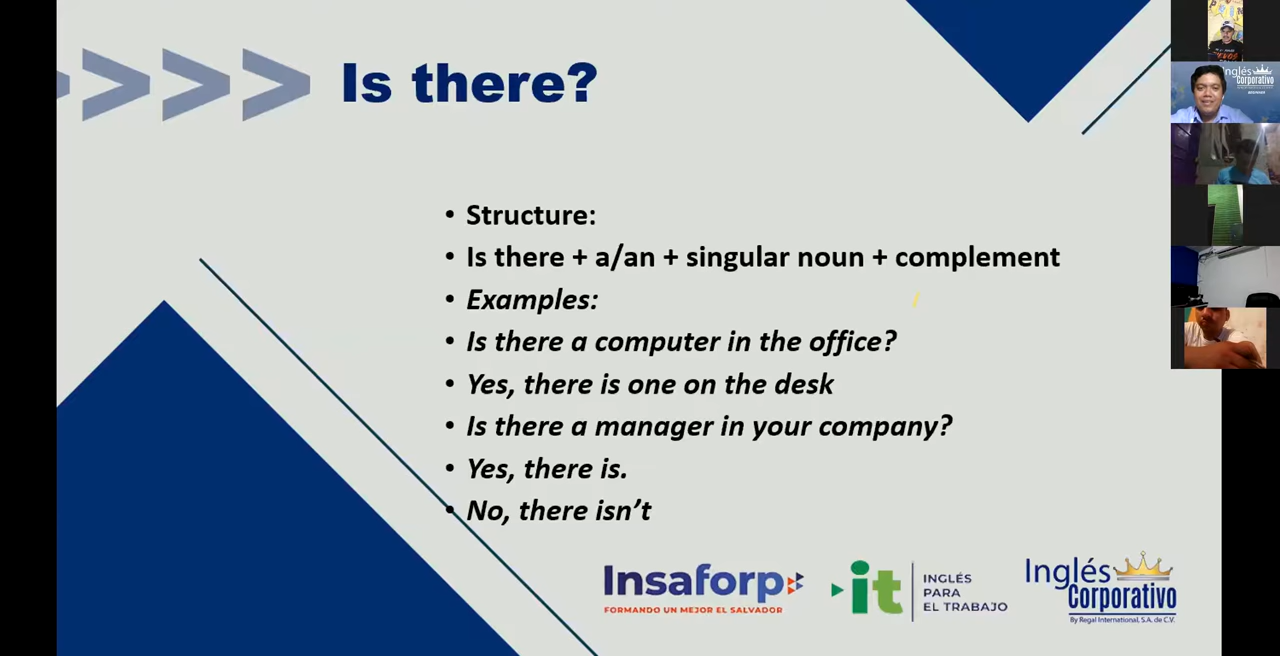 Is there?
• Structure:
• Is there + a/an + singular noun + complement
• Examples:
• Is there a computer in the office?
• Yes, there is one on the desk
• Is there a manager in your company?
• Yes, there is.
• No, there isn't
Insaforp
FORMANDO UN MEJOR EL SALVADOR
it
INGLÉS
PARA
EL TRABAJO
Inglés
Corporativo
By Regal International, S.A. de C.V.
Inglés
Corporativo